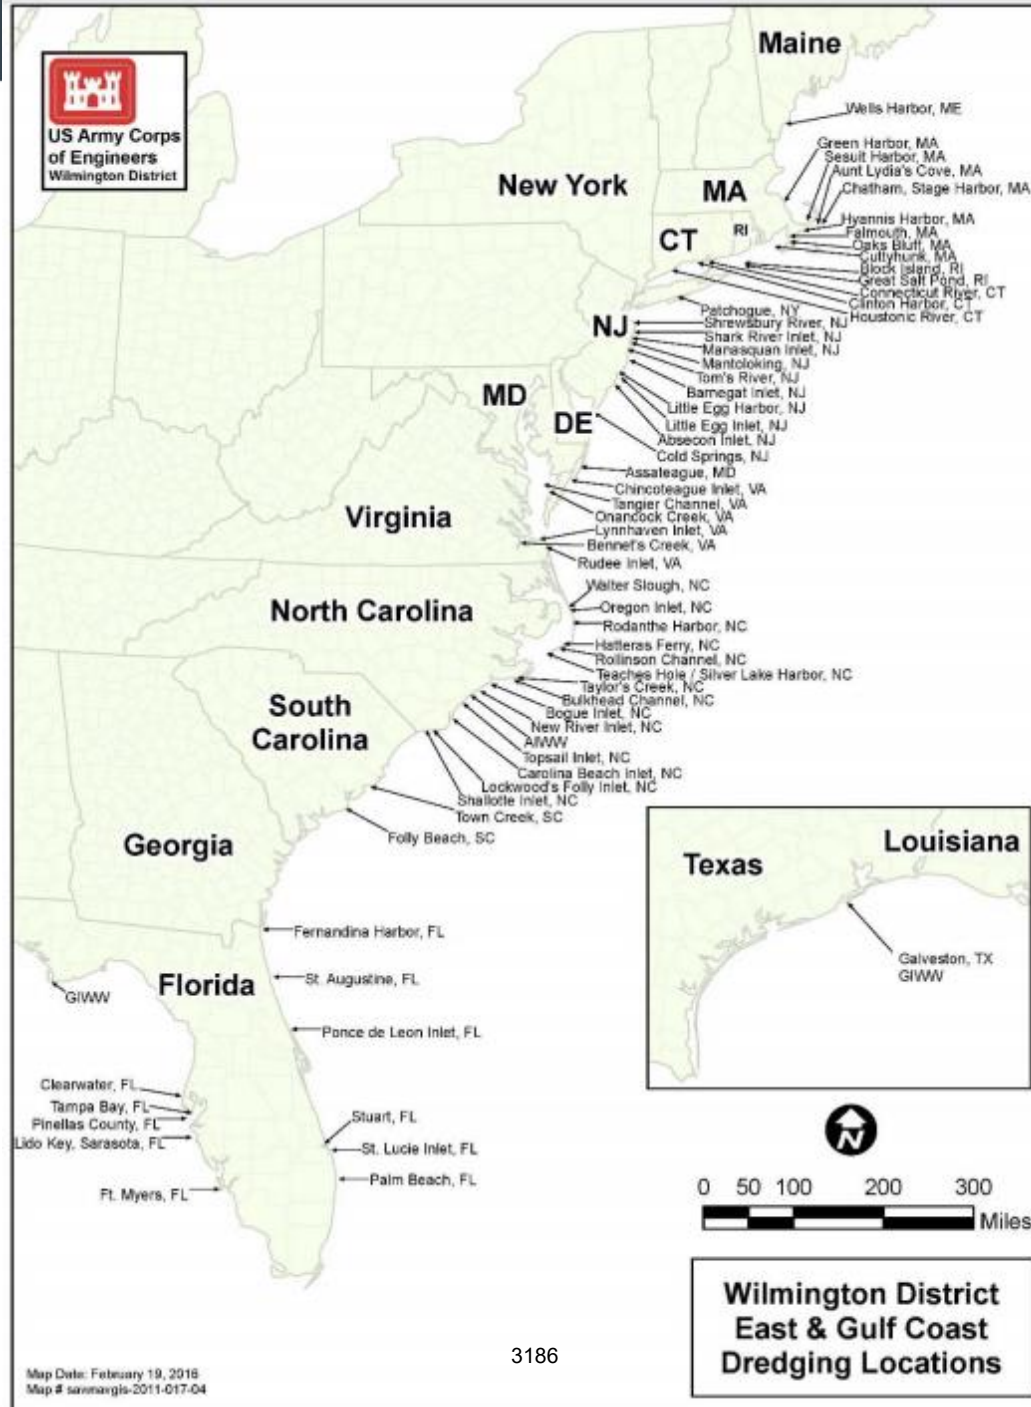 US Army Corps
of Engineers
Wilmington District
Maine
Wells Harbor, ME
Green Harbor, MA
Sesuit Harbor, MA
Aunt Lydia's Cove, MA
Chatham, Stage Harbor, MA
New York
MA
Hyannis Harbor, MA
Falmouth, MA
RI
CT
Oaks Bluff, MA
Cuttyhunk, MA
Block Island, RI
Great Salt Pond, RI
Connecticut River, CT
Clinton Harbor, CT
Houstonic River, CT
Patchogue, NY
NJ
Shrewsbury River, NJ
Shark River Inlet, NJ
Manasquan Inlet, NJ
Mantoloking, NJ
Tom's River, NJ
Barnegat Inlet, NJ
MD
Little Egg Harbor, NJ
DE
Little Egg Inlet, NJ
Absecon Inlet, NJ
Cold Springs, NJ
Assateague, MD
Chincoteague Inlet, VA
Tangier Channel, VA
Onancock Creek, VA
Virginia
Lynnhaven Inlet, VA
Bennet's Creek, VA
Rudee Inlet, VA
Walter Slough, NC
North Carolina
Oregon Inlet, NC
Rodanthe Harbor, NC
Hatteras Ferry, NC
Rollinson Channel, NC
Teaches Hole / Silver Lake Harbor, NC
Taylor's Creek, NC
Bulkhead Channel, NC
South
Carolina
Bogue Inlet, NC
New River Inlet, NC
AIWW
Topsail Inlet, NC
Carolina Beach Inlet, NC
Lockwood's Folly Inlet, NC
Shallotte Inlet, NC
Town Creek, SC
Folly Beach, SC
Georgia
Texas
Louisiana
Galveston, TX
GIWW
Fernandina Harbor, FL
St. Augustine, FL
Florida
GIWW
Ponce de Leon Inlet, FL
Clearwater, FL
Tampa Bay, FL
Pinellas County, FL
Lido Key, Sarasota, FL
Ft. Myers, FL
Stuart, FL
St. Lucie Inlet, FL
Palm Beach, FL
N
0 50 100 200 300
Miles
Wilmington District
East & Gulf Coast
Dredging Locations
3186
Map Date: February 19, 2016
Map # sawnavgis-2011-017-04